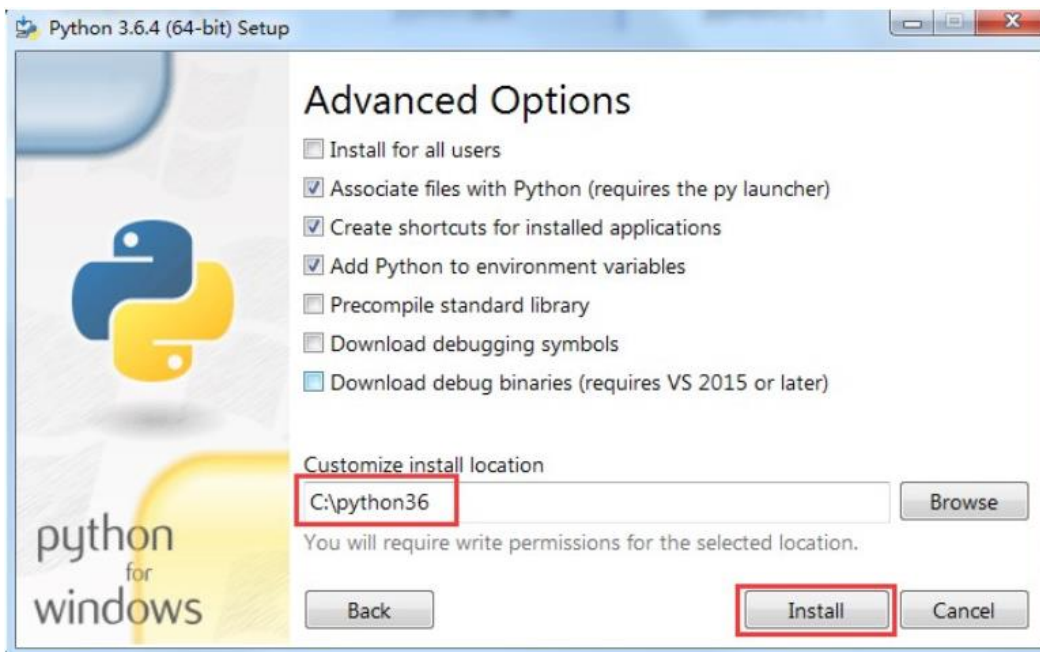 Python 3.6.4 (64-bit) Setup
Advanced Options
Install for all users
Associate files with Python (requires the py launcher)
Create shortcuts for installed applications
Add Python to environment variables
Precompile standard library
Download debugging symbols
Download debug binaries (requires VS 2015 or later)
Customize install location
C:\python36
Browse
You will require write permissions for the selected location.
python
for
windows
Back
Install
Cancel